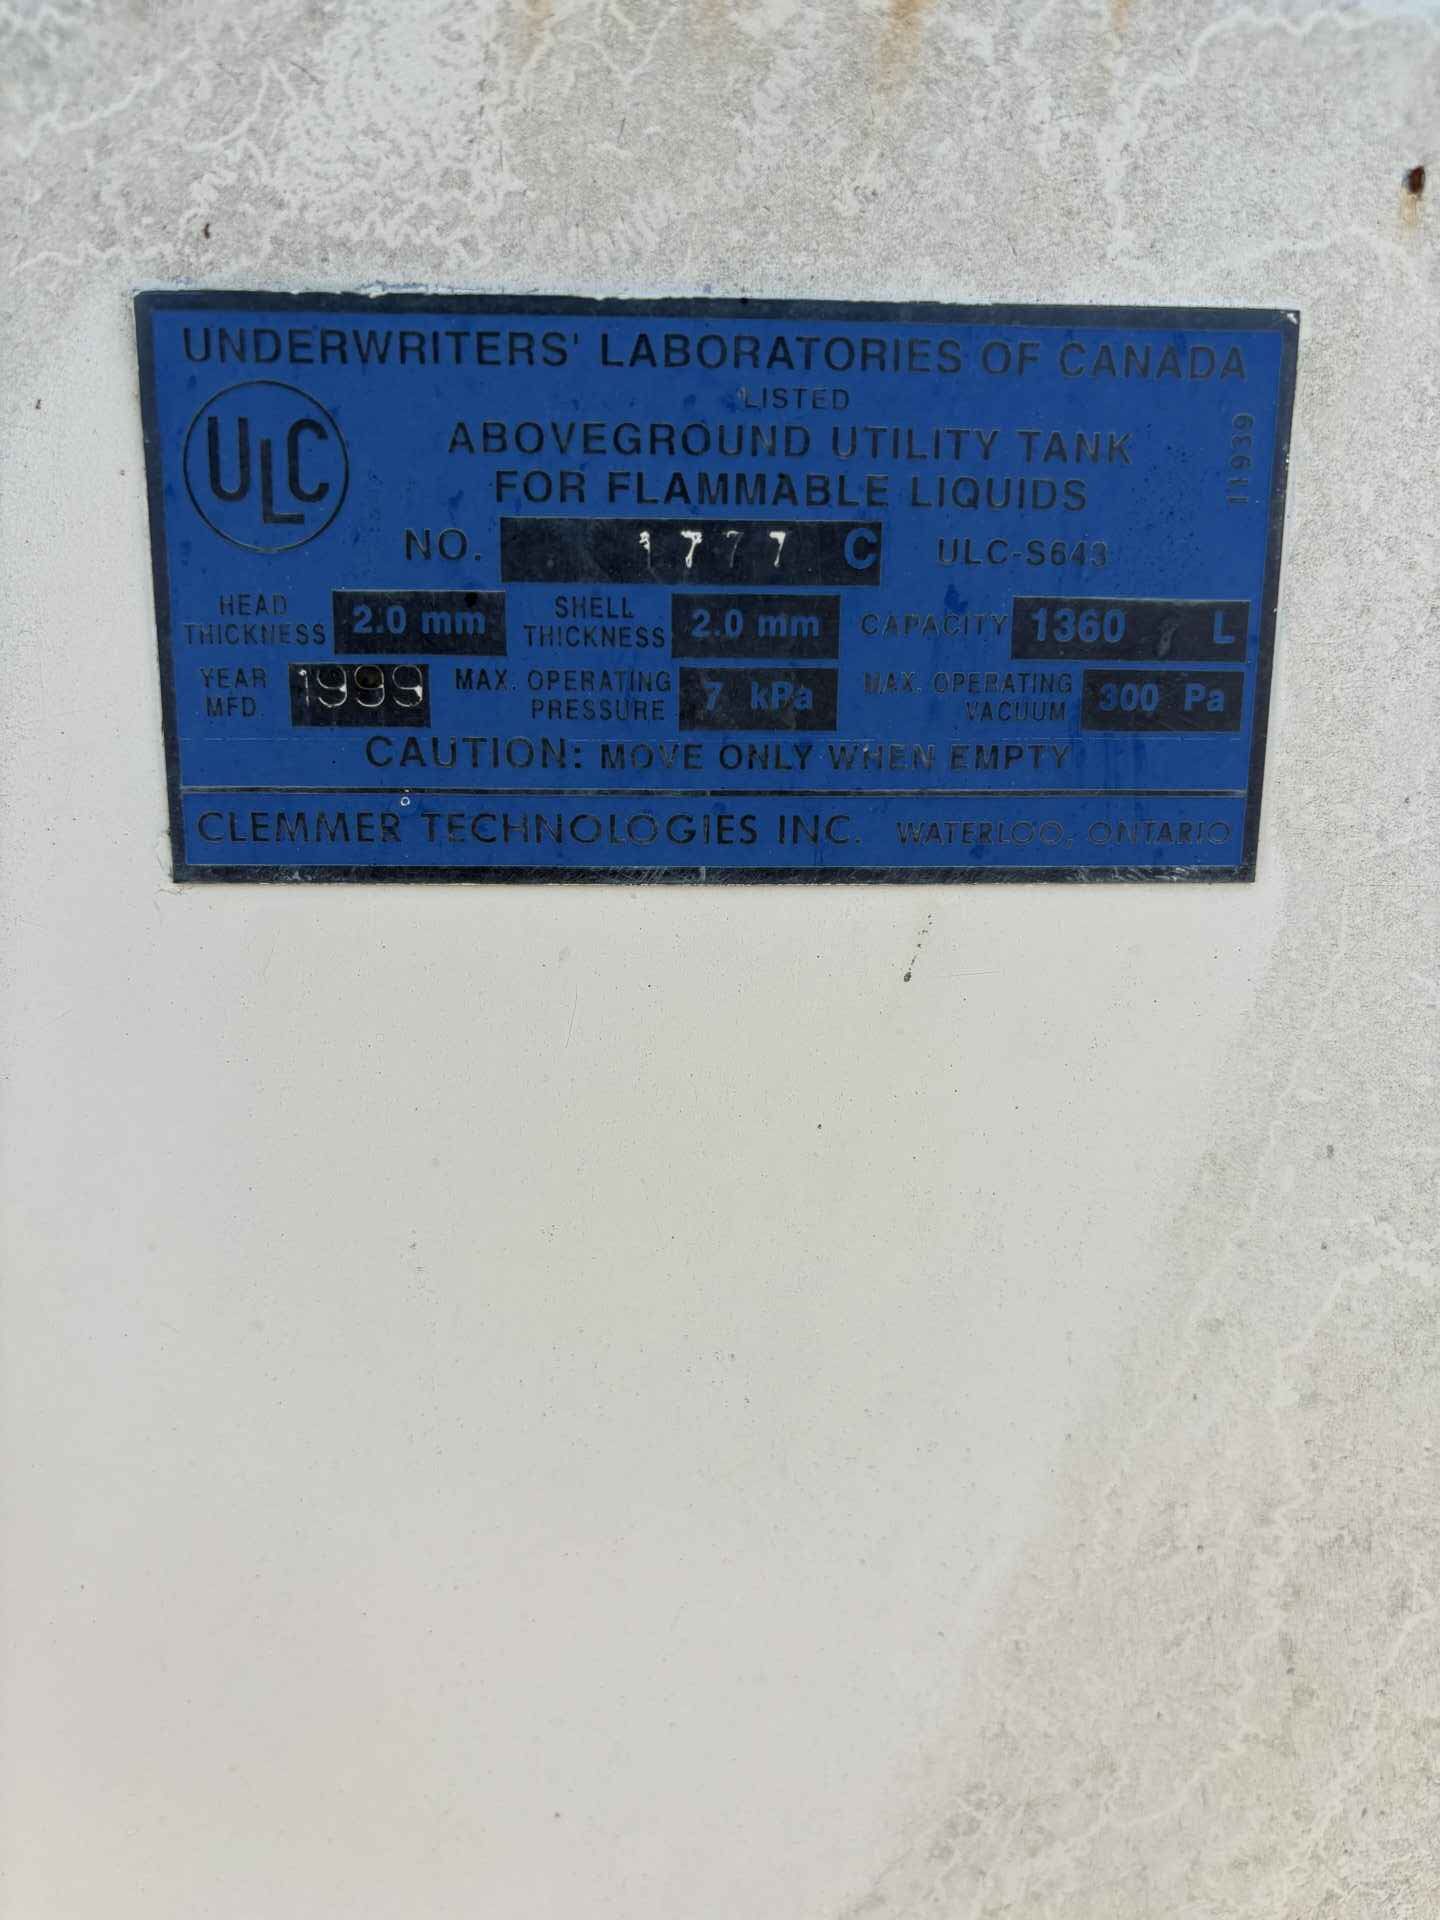 UNDERWRITERS' LABORATORIES OF CANADA
LISTED
ULC
ABOVEGROUND UTILITY TANK
FOR FLAMMABLE LIQUIDS
11939
NO. 1777 C ULC-S643
HEAD THICKNESS 2.0 mm SHELL THICKNESS 2.0 mm CAPACITY 1360 L
YEAR MFD. 1999 MAX. OPERATING PRESSURE 7 kPa MAX. OPERATING VACUUM 300 Pa
CAUTION: MOVE ONLY WHEN EMPTY
CLEMMER TECHNOLOGIES INC. WATERLOO, ONTARIO